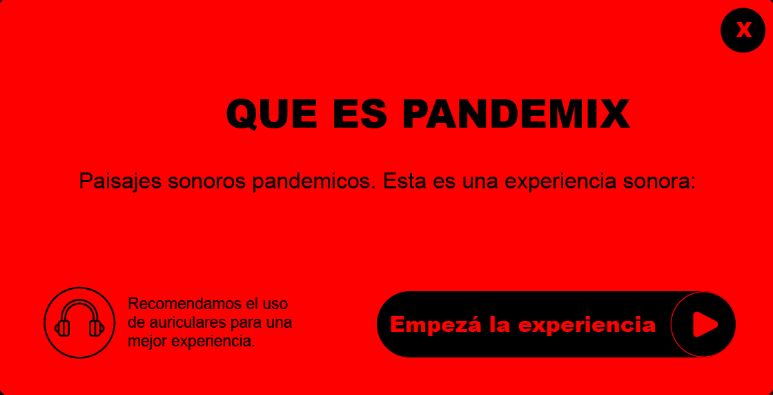 X
QUE ES PANDEMIX
Paisajes sonoros pandemicos. Esta es una experiencia sonora:
Recomendamos el uso
de auriculares para una
mejor experiencia.
Empezá la experiencia